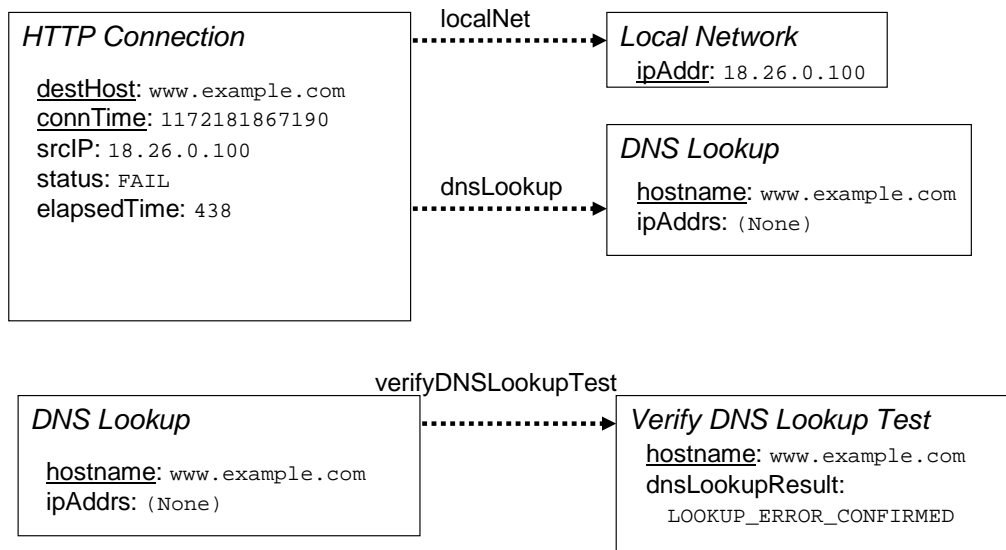 HTTP Connection
destHost: www.example.com
connTime: 1172181867190
srcIP: 18.26.0.100
status: FAIL
elapsedTime: 438
localNet
Local Network
ipAddr: 18.26.0.100
dnsLookup
DNS Lookup
hostname: www.example.com
ipAddrs: (None)
DNS Lookup
hostname: www.example.com
ipAddrs: (None)
verifyDNSLookupTest
Verify DNS Lookup Test
hostname: www.example.com
dnsLookupResult:
LOOKUP_ERROR_CONFIRMED